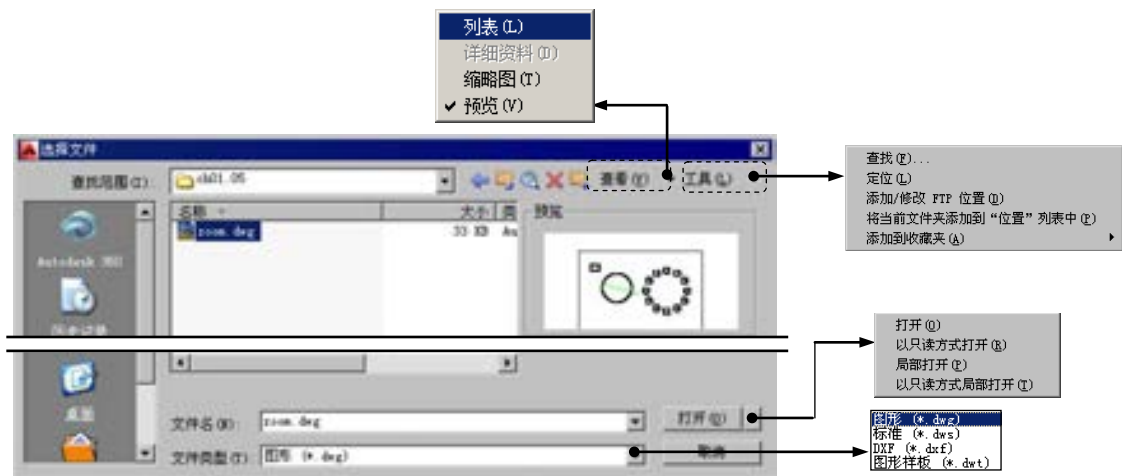 列表(L)
详细资料(D)
缩略图(T)
✔ 预览(V)
选择文件
查找范围(I):
ch01.05
查看(V)
工具(L)
查找(F)...
定位(L)
添加/修改 FTP 位置(D)
将当前文件夹添加到“位置”列表中(P)
添加到收藏夹(A)
名称
大小
类
预览
room.dwg
33 KB
Au
Autodesk 360
历史记录
打开(O)
以只读方式打开(R)
局部打开(P)
以只读方式局部打开(T)
桌面
文件名(N):
room.dwg
打开(O)
文件类型(T):
图形 (*.dwg)
取消
图形 (*.dwg)
标准 (*.dws)
DXF (*.dxf)
图形样板 (*.dwt)